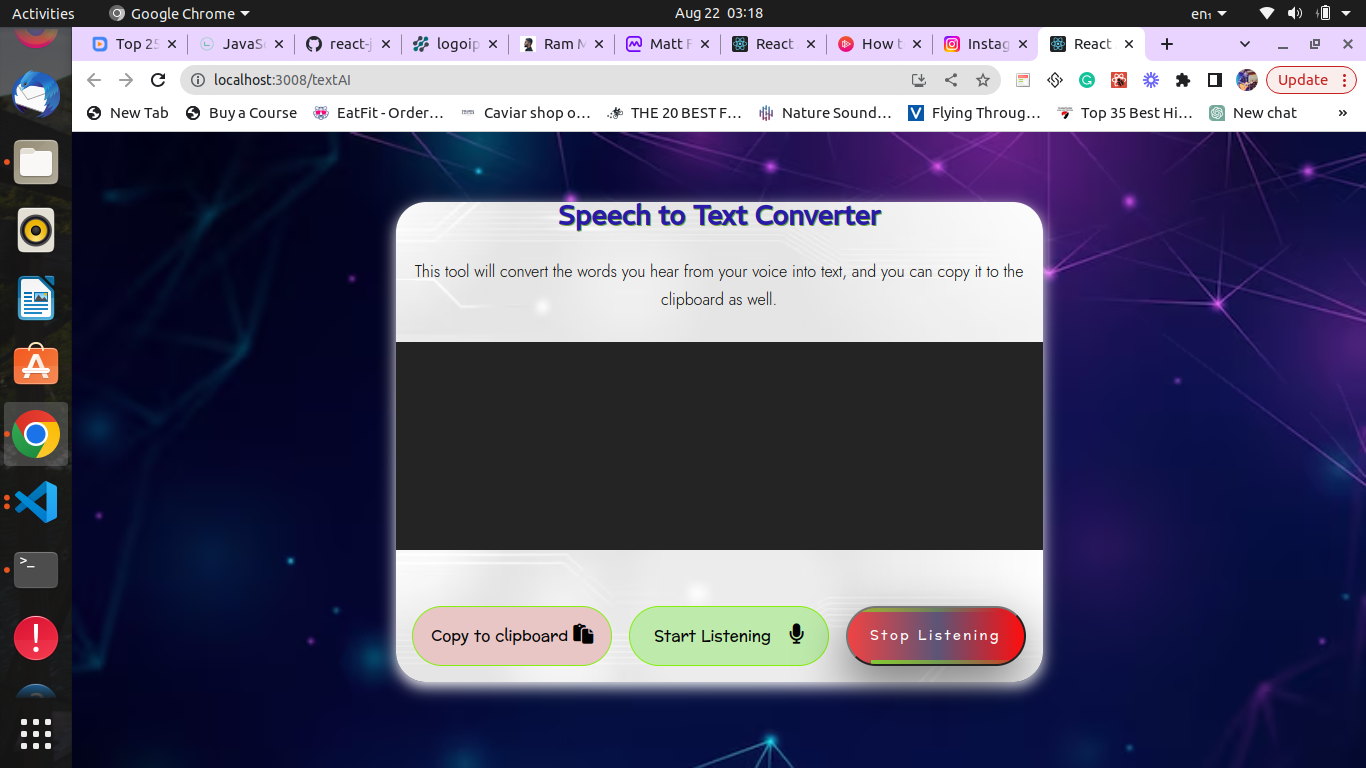 Activities Google Chrome Aug 22 03:18 en₁
Top 25 JavaS react-j logoip Ram M Matt F React How t Instag React
localhost:3008/textAI Update
New Tab Buy a Course EatFit - Order… Caviar shop o… THE 20 BEST F… Nature Sound… Flying Throug… Top 35 Best Hi… New chat »
Speech to Text Converter
This tool will convert the words you hear from your voice into text, and you can copy it to the
clipboard as well.
Copy to clipboard Start Listening Stop Listening